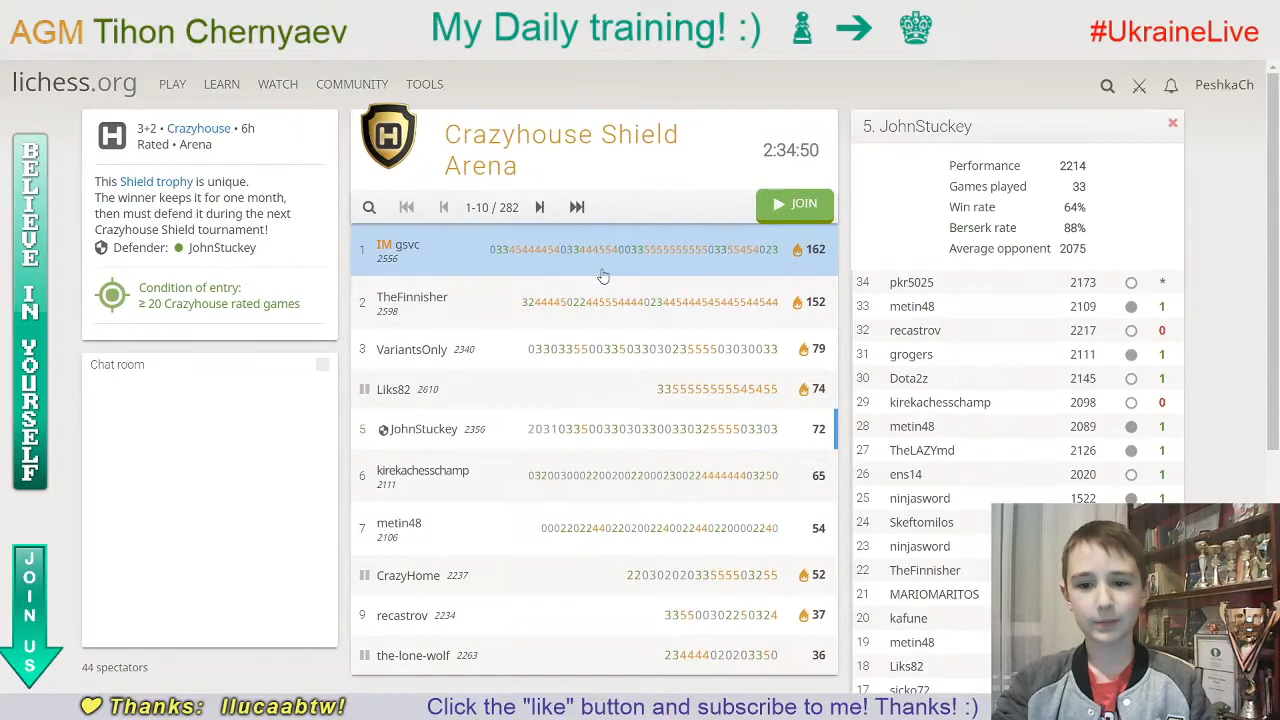 AGM Tihon Chernyaev
My Daily training! :)
#UkraineLive
lichess.org
PLAY LEARN WATCH COMMUNITY TOOLS
PeshkaCh
BELIEVE IN YOURSELF
JOIN US
3+2 • Crazyhouse • 6h
Rated • Arena
This Shield trophy is unique.
The winner keeps it for one month,
then must defend it during the next
Crazyhouse Shield tournament!
Defender: JohnStuckey
Condition of entry:
≥ 20 Crazyhouse rated games
Chat room
44 spectators
Crazyhouse Shield
Arena
2:34:50
1-10 / 282
JOIN
1 IM gsvc 162
2556
2 TheFinnisher 152
2598
3 VariantsOnly 2340 79
Liks82 2610 3355555555545455 74
5 JohnStuckey 2356 72
6 kirekachesschamp 65
2111
7 metin48 54
2106
CrazyHome 2237 52
9 recastrov 2234 3355003022503​24 37
the-lone-wolf 2263 36
5. JohnStuckey
Performance 2214
Games played 33
Win rate 64%
Berserk rate 88%
Average opponent 2075
34 pkr5025 2173 *
33 metin48 2109 1
32 recastrov 2217 0
31 grogers 2111 1
30 Dota2z 2145 1
29 kirekachesschamp 2098 0
28 metin48 2089 1
27 TheLAZYmd 2126 1
26 ens14 2020 1
25 ninjasword 1522 1
24 Skeftomilos
23 ninjasword
22 TheFinnisher
21 MARIOMARITOS
20 kafune
19 metin48
18 Liks82
17 sicko72
Thanks: llucaabtw!
Click the "like" button and subscribe to me! Thanks! :)